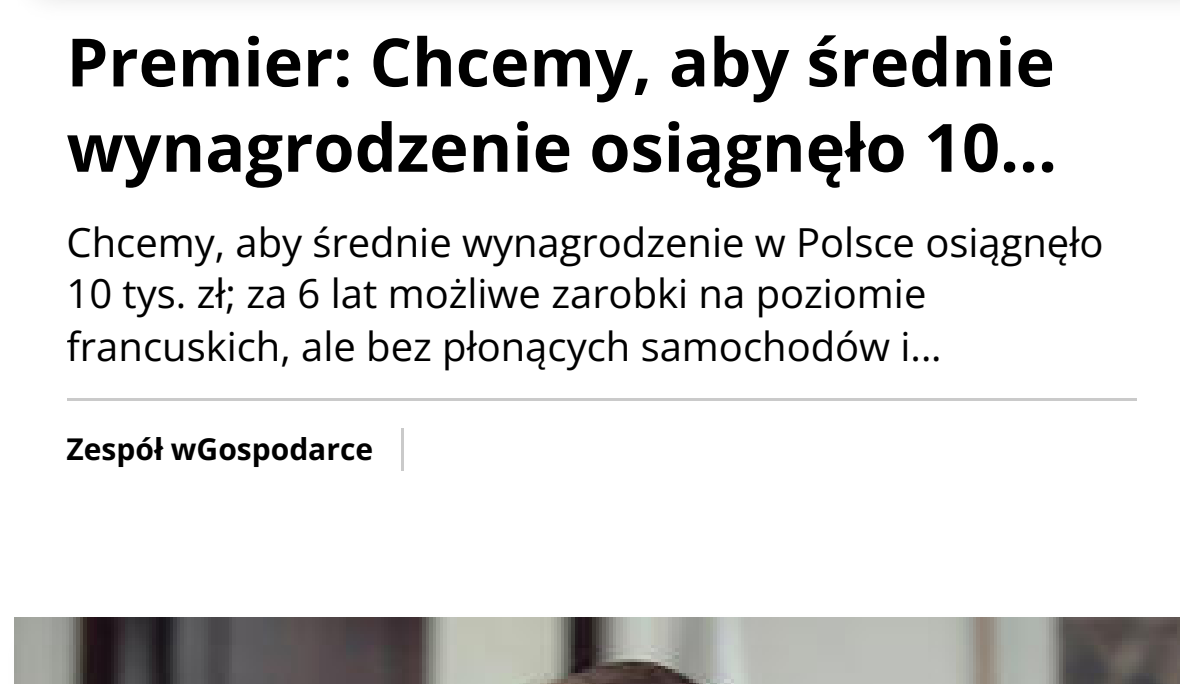 Premier: Chcemy, aby średnie
wynagrodzenie osiągnęło 10...
Chcemy, aby średnie wynagrodzenie w Polsce osiągnęło
10 tys. zł; za 6 lat możliwe zarobki na poziomie
francuskich, ale bez płonących samochodów i...
Zespół wGospodarce